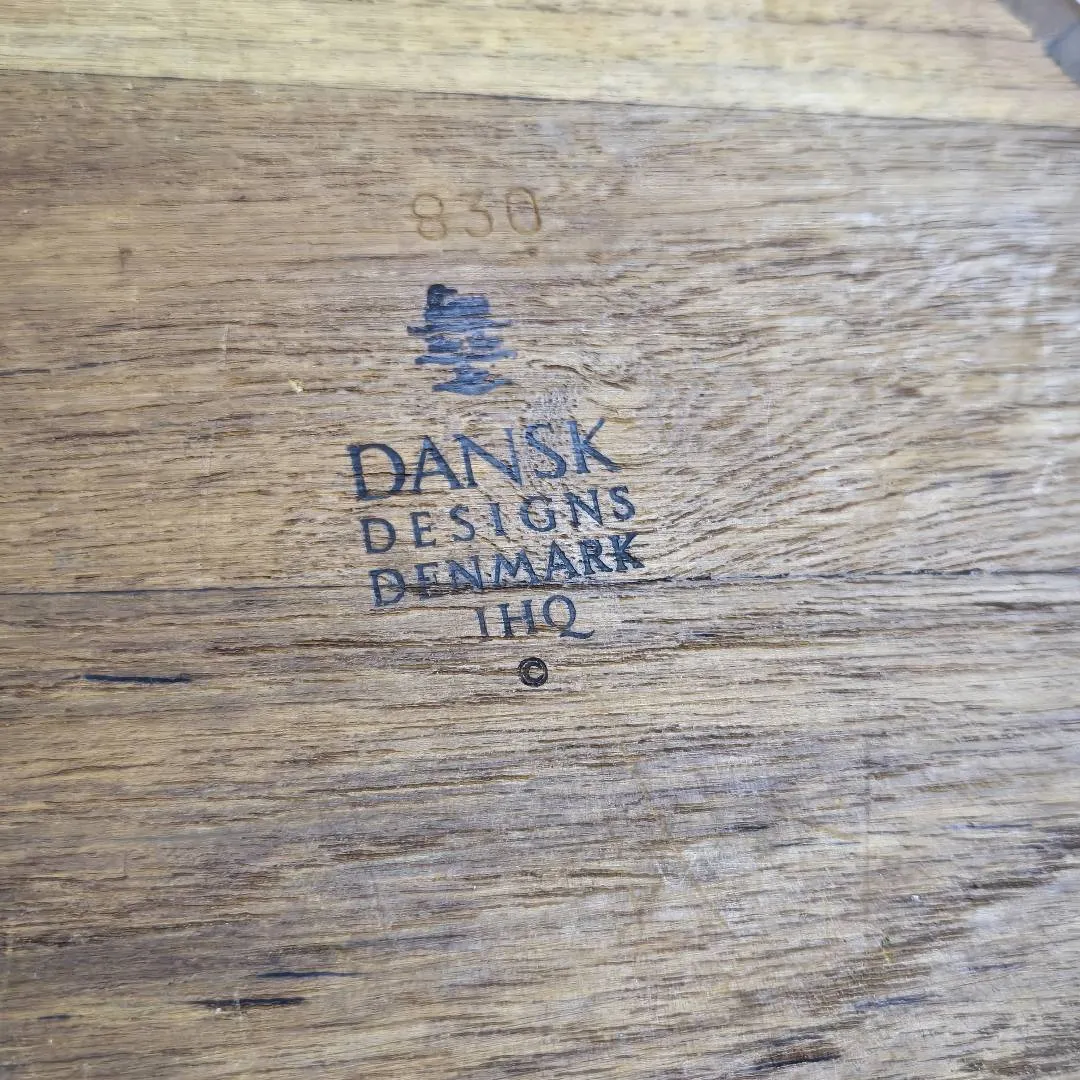 830
DANSK
DESIGNS
DENMARK
IHQ
©